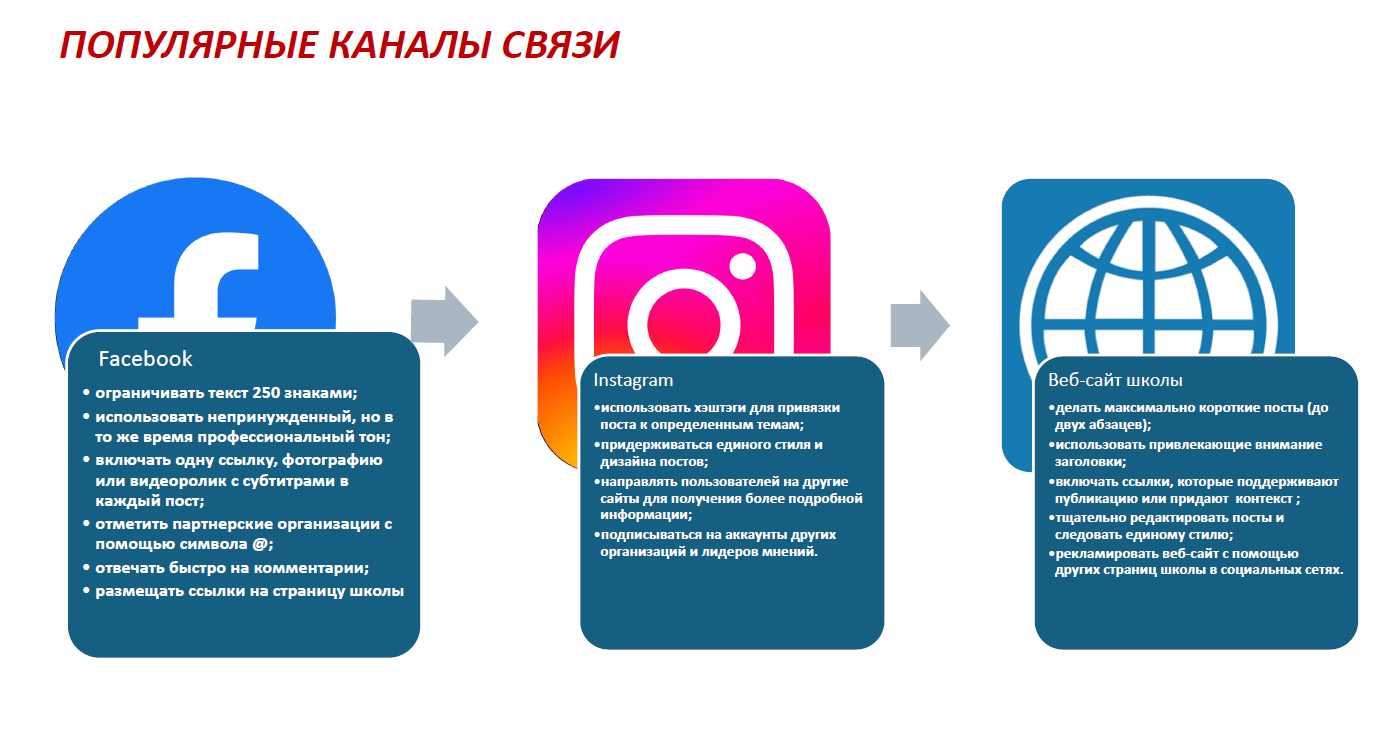 ПОПУЛЯРНЫЕ КАНАЛЫ СВЯЗИ
Facebook
• ограничивать текст 250 знаками;
• использовать непринужденный, но в
то же время профессиональный тон;
• включать одну ссылку, фотографию
или видеоролик с субтитрами в
каждый пост;
• отметить партнерские организации с
помощью символа @;
• отвечать быстро на комментарии;
• размещать ссылки на страницу школы
Instagram
•использовать хэштэги для привязки
поста к определенным темам;
•придерживаться единого стиля и
дизайна постов;
•направлять пользователей на другие
сайты для получения более подробной
информации;
•подписываться на аккаунты других
организаций и лидеров мнений.
Веб-сайт школы
•делать максимально короткие посты (до
двух абзацев);
•использовать привлекающие внимание
заголовки;
•включать ссылки, которые поддерживают
публикацию или придают контекст ;
•тщательно редактировать посты и
следовать единому стилю;
•рекламировать веб-сайт с помощью
других страниц школы в социальных сетях.